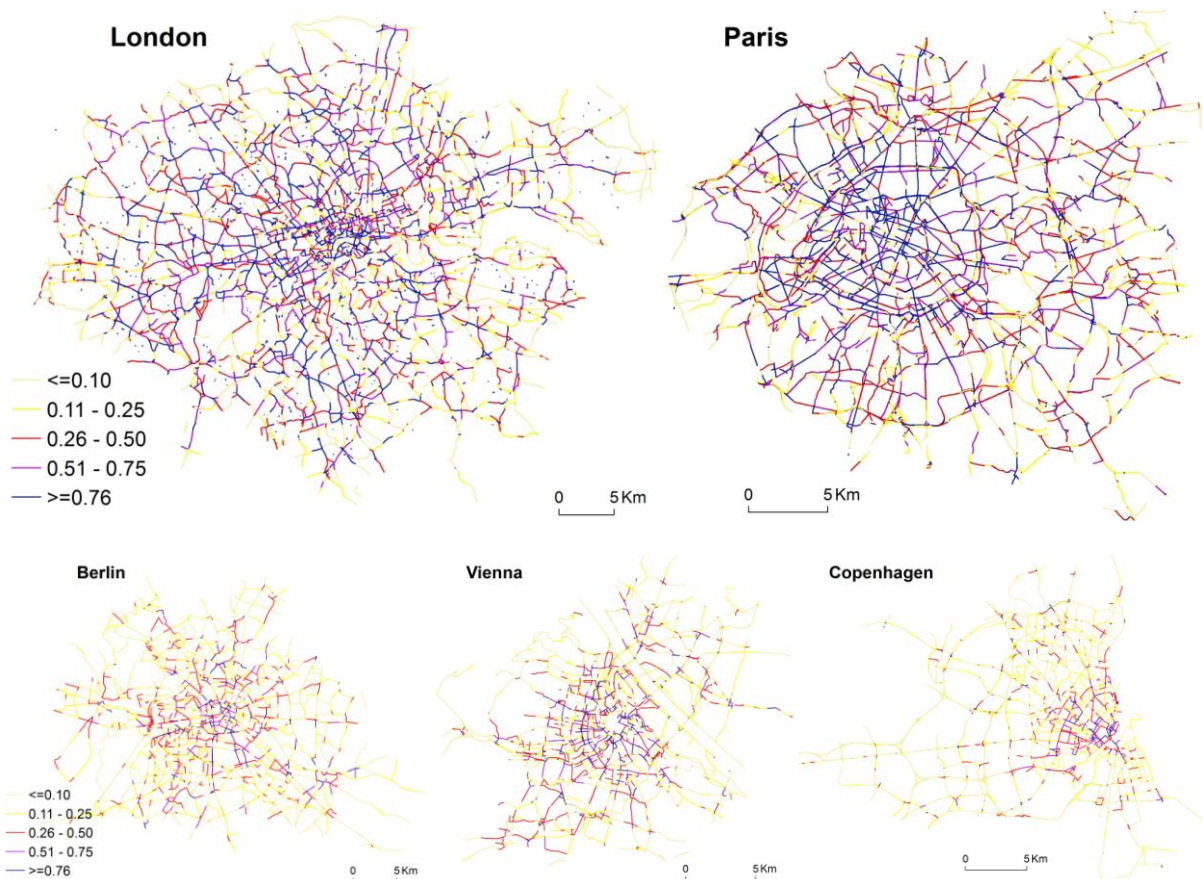 London
Paris
<=0.10
0.11 - 0.25
0.26 - 0.50
0.51 - 0.75
>=0.76
0 5 Km
0 5 Km
Berlin
Vienna
Copenhagen
<=0.10
0.11 - 0.25
0.26 - 0.50
0.51 - 0.75
>=0.76
0 5 Km
0 5 Km
0 5 Km